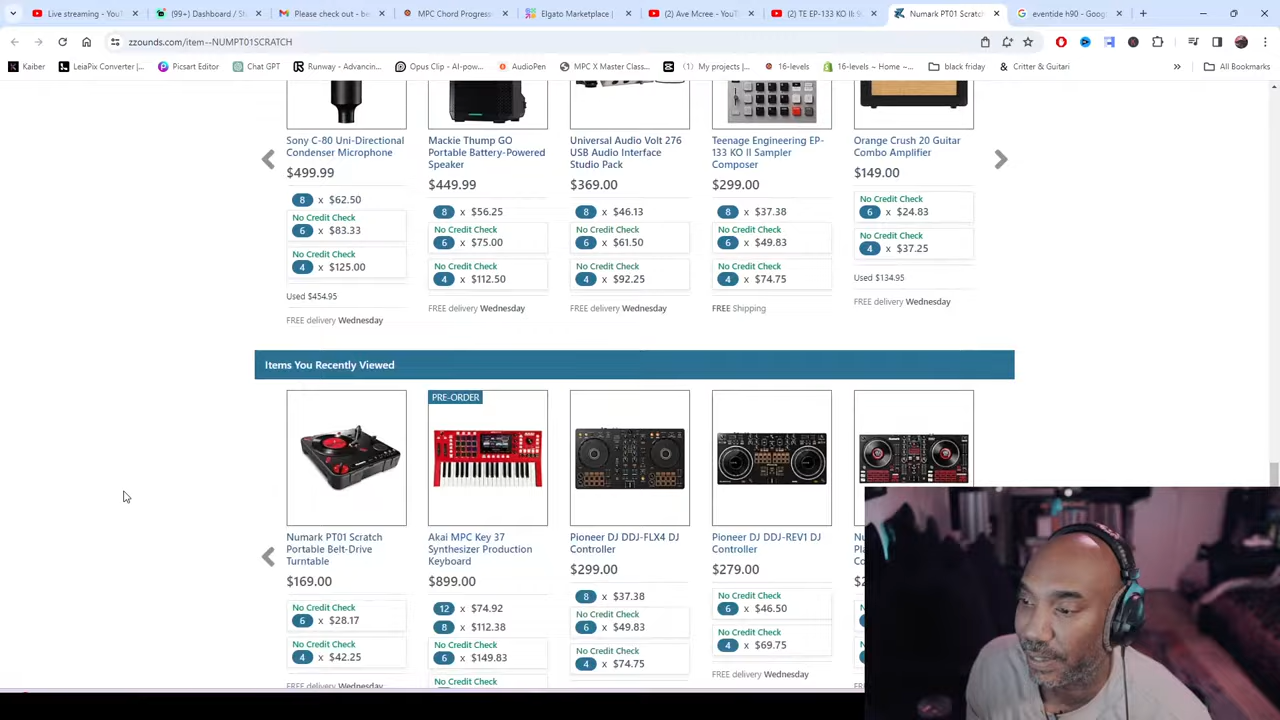 Live streaming - YouTu
(99+) Dashboard / St
Please check out - be
MPC Chord Progress
Elgato Marketplace |
(2) Ave Mcree - YouT
(2) TE EP-133 KO II: 9
Numark PT01 Scratch
eventide h90 - Goog
zzounds.com/item--NUMPT01SCRATCH
Kaiber
LeiaPix Converter |...
Picsart Editor
Chat GPT
Runway - Advancin...
Opus Clip - AI-pow...
AudioPen
MPC X Master Class...
(1) My projects |...
16-levels
16-levels ~ Home ~...
black friday
Critter & Guitari
»
All Bookmarks
Sony C-80 Uni-Directional
Condenser Microphone
$499.99
8 x $62.50
No Credit Check
6 x $83.33
No Credit Check
4 x $125.00
Used $454.95
FREE delivery Wednesday
Mackie Thump GO
Portable Battery-Powered
Speaker
$449.99
8 x $56.25
No Credit Check
6 x $75.00
No Credit Check
4 x $112.50
FREE delivery Wednesday
Universal Audio Volt 276
USB Audio Interface
Studio Pack
$369.00
8 x $46.13
No Credit Check
6 x $61.50
No Credit Check
4 x $92.25
FREE delivery Wednesday
Teenage Engineering EP-
133 KO II Sampler
Composer
$299.00
8 x $37.38
No Credit Check
6 x $49.83
No Credit Check
4 x $74.75
FREE Shipping
Orange Crush 20 Guitar
Combo Amplifier
$149.00
No Credit Check
6 x $24.83
No Credit Check
4 x $37.25
Used $134.95
FREE delivery Wednesday
Items You Recently Viewed
Numark PT01 Scratch
Portable Belt-Drive
Turntable
$169.00
No Credit Check
6 x $28.17
No Credit Check
4 x $42.25
FREE delivery Wednesday
PRE-ORDER
Akai MPC Key 37
Synthesizer Production
Keyboard
$899.00
12 x $74.92
8 x $112.38
No Credit Check
6 x $149.83
No Credit Check
Pioneer DJ DDJ-FLX4 DJ
Controller
$299.00
8 x $37.38
No Credit Check
6 x $49.83
No Credit Check
4 x $74.75
Pioneer DJ DDJ-REV1 DJ
Controller
$279.00
No Credit Check
6 x $46.50
No Credit Check
4 x $69.75
FREE delivery Wednesday